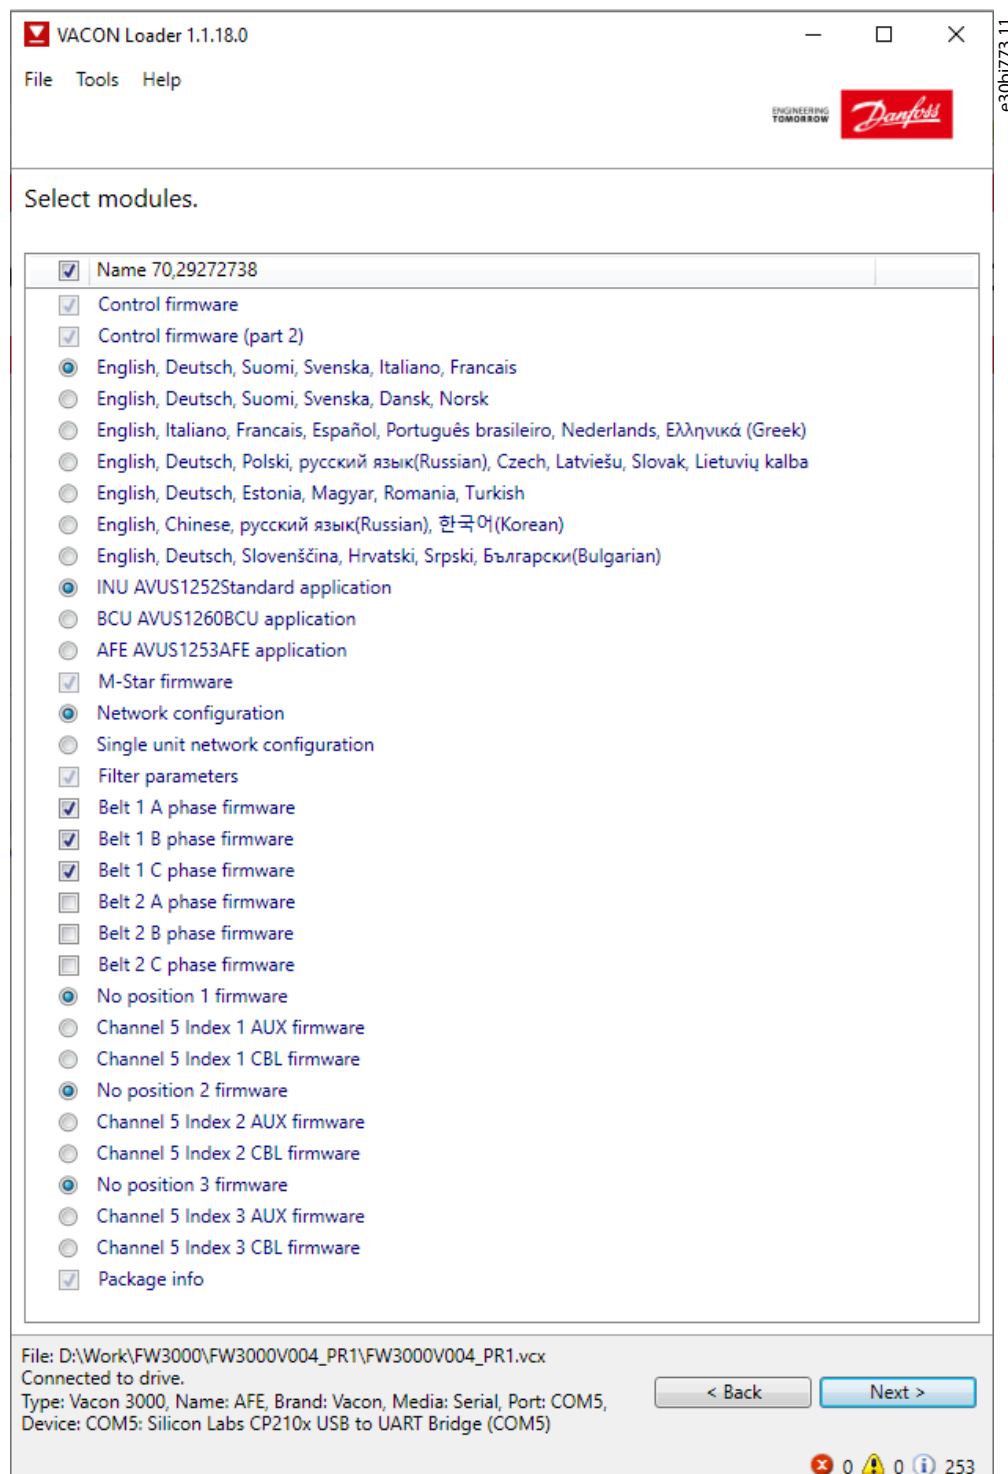 VACON Loader 1.1.18.0
e30bj773.11
File Tools Help
ENGINEERING
TOMORROW
Danfoss
Select modules.
Name 70,29272738
Control firmware
Control firmware (part 2)
English, Deutsch, Suomi, Svenska, Italiano, Francais
English, Deutsch, Suomi, Svenska, Dansk, Norsk
English, Italiano, Francais, Español, Português brasileiro, Nederlands, Ελληνικά (Greek)
English, Deutsch, Polski, русский язык(Russian), Czech, Latviešu, Slovak, Lietuvių kalba
English, Deutsch, Estonia, Magyar, Romania, Turkish
English, Chinese, русский язык(Russian), 한국어(Korean)
English, Deutsch, Slovenščina, Hrvatski, Srpski, Български(Bulgarian)
INU AVUS1252Standard application
BCU AVUS1260BCU application
AFE AVUS1253AFE application
M-Star firmware
Network configuration
Single unit network configuration
Filter parameters
Belt 1 A phase firmware
Belt 1 B phase firmware
Belt 1 C phase firmware
Belt 2 A phase firmware
Belt 2 B phase firmware
Belt 2 C phase firmware
No position 1 firmware
Channel 5 Index 1 AUX firmware
Channel 5 Index 1 CBL firmware
No position 2 firmware
Channel 5 Index 2 AUX firmware
Channel 5 Index 2 CBL firmware
No position 3 firmware
Channel 5 Index 3 AUX firmware
Channel 5 Index 3 CBL firmware
Package info
File: D:\Work\FW3000\FW3000V004_PR1\FW3000V004_PR1.vcx
Connected to drive.
Type: Vacon 3000, Name: AFE, Brand: Vacon, Media: Serial, Port: COM5,
Device: COM5: Silicon Labs CP210x USB to UART Bridge (COM5)
< Back Next >
0 0 253